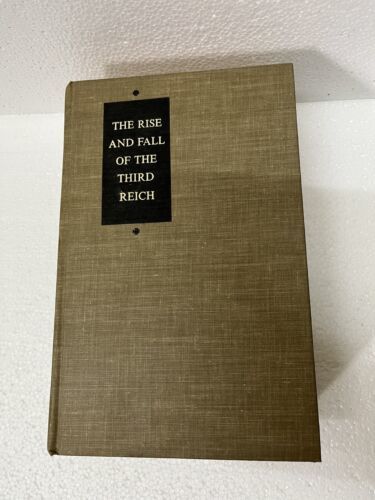 THE RISE
AND FALL
OF THE
THIRD
REICH